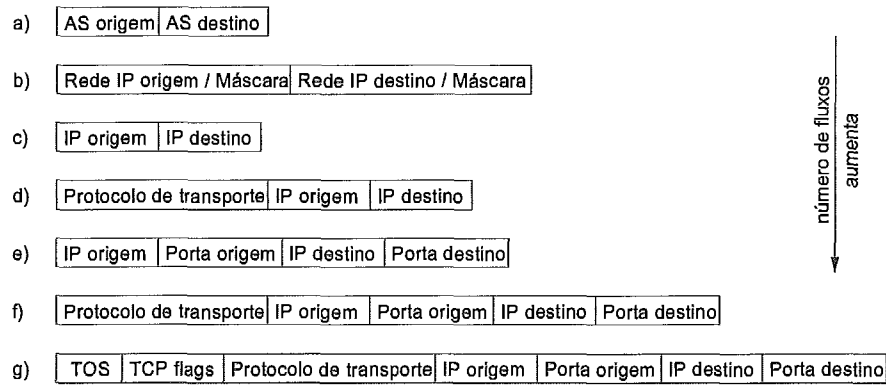 a) AS origem AS destino
b) Rede IP origem / Máscara Rede IP destino / Máscara
c) IP origem IP destino
d) Protocolo de transporte IP origem IP destino
e) IP origem Porta origem IP destino Porta destino
f) Protocolo de transporte IP origem Porta origem IP destino Porta destino
g) TOS TCP flags Protocolo de transporte IP origem Porta origem IP destino Porta destino
número de fluxos
aumenta